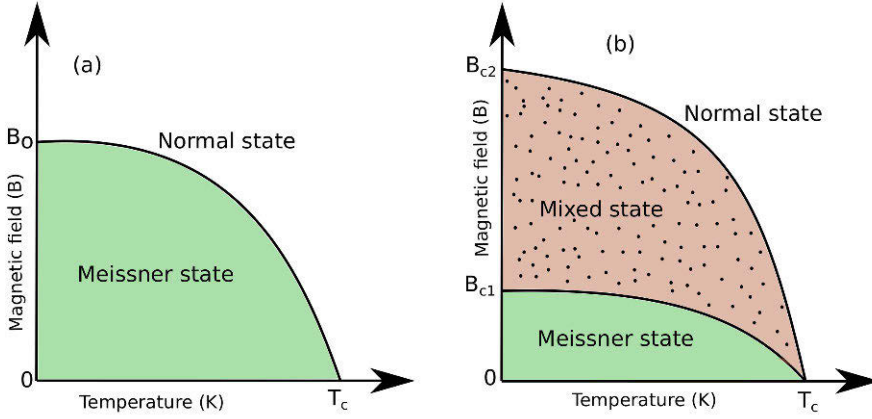 (a)
B0
Normal state
Magnetic field (B)
Meissner state
0
Temperature (K)
Tc
(b)
Bc2
Normal state
Magnetic field (B)
Mixed state
Bc1
Meissner state
0
Temperature (K)
Tc